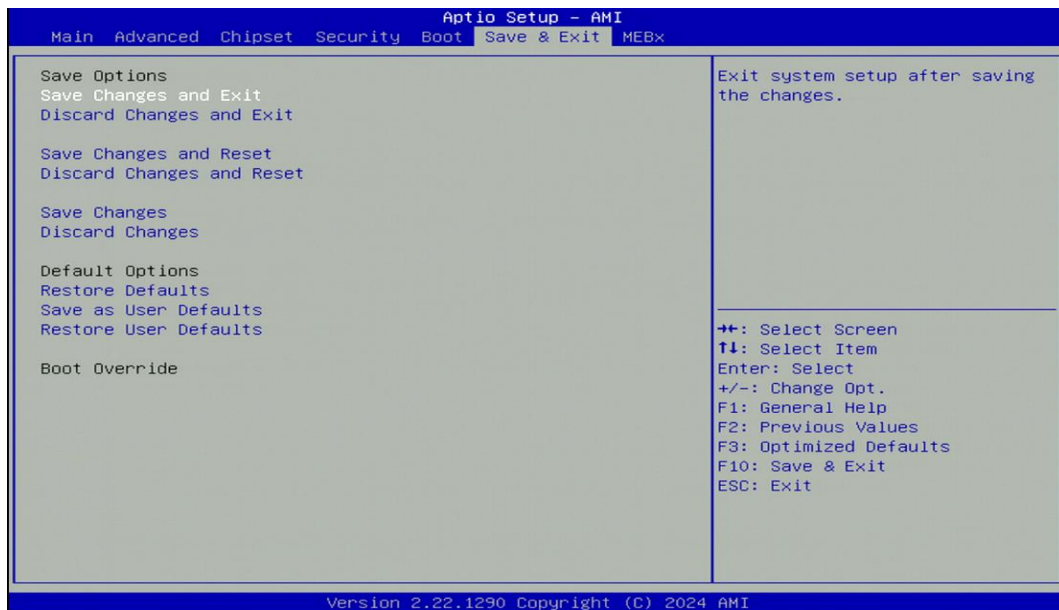 Aptio Setup – AMI
Main Advanced Chipset Security Boot Save & Exit MEBx
Save Options
Save Changes and Exit
Discard Changes and Exit
Save Changes and Reset
Discard Changes and Reset
Save Changes
Discard Changes
Default Options
Restore Defaults
Save as User Defaults
Restore User Defaults
Boot Override
Exit system setup after saving
the changes.
→←: Select Screen
↑↓: Select Item
Enter: Select
+/-: Change Opt.
F1: General Help
F2: Previous Values
F3: Optimized Defaults
F10: Save & Exit
ESC: Exit
Version 2.22.1290 Copyright (C) 2024 AMI